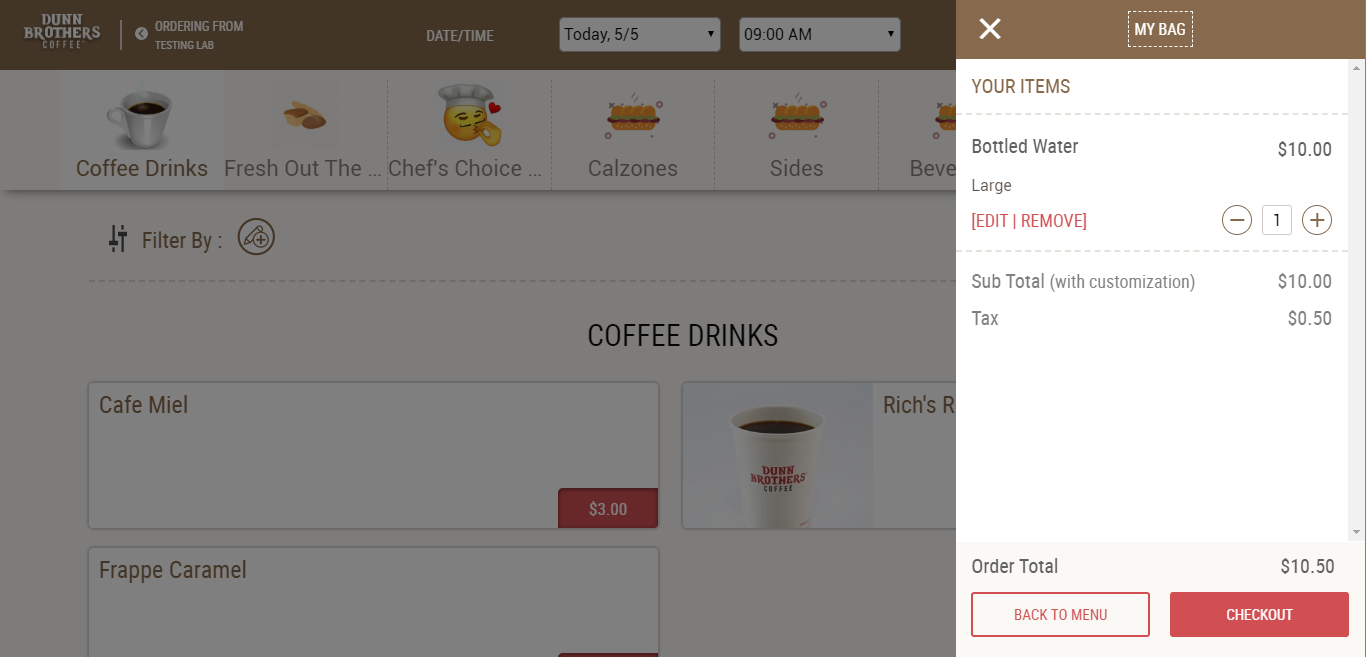 DUNN
BROTHERS
COFFEE
ORDERING FROM
TESTING LAB
DATE/TIME
Today, 5/5
09:00 AM
MY BAG
Coffee Drinks
Fresh Out The ...
Chef's Choice ...
Calzones
Sides
Beve
Filter By :
COFFEE DRINKS
Cafe Miel
$3.00
Rich's R
DUNN
BROTHERS
COFFEE
Frappe Caramel
YOUR ITEMS
Bottled Water $10.00
Large
[EDIT | REMOVE] 1
Sub Total (with customization) $10.00
Tax $0.50
Order Total $10.50
BACK TO MENU CHECKOUT